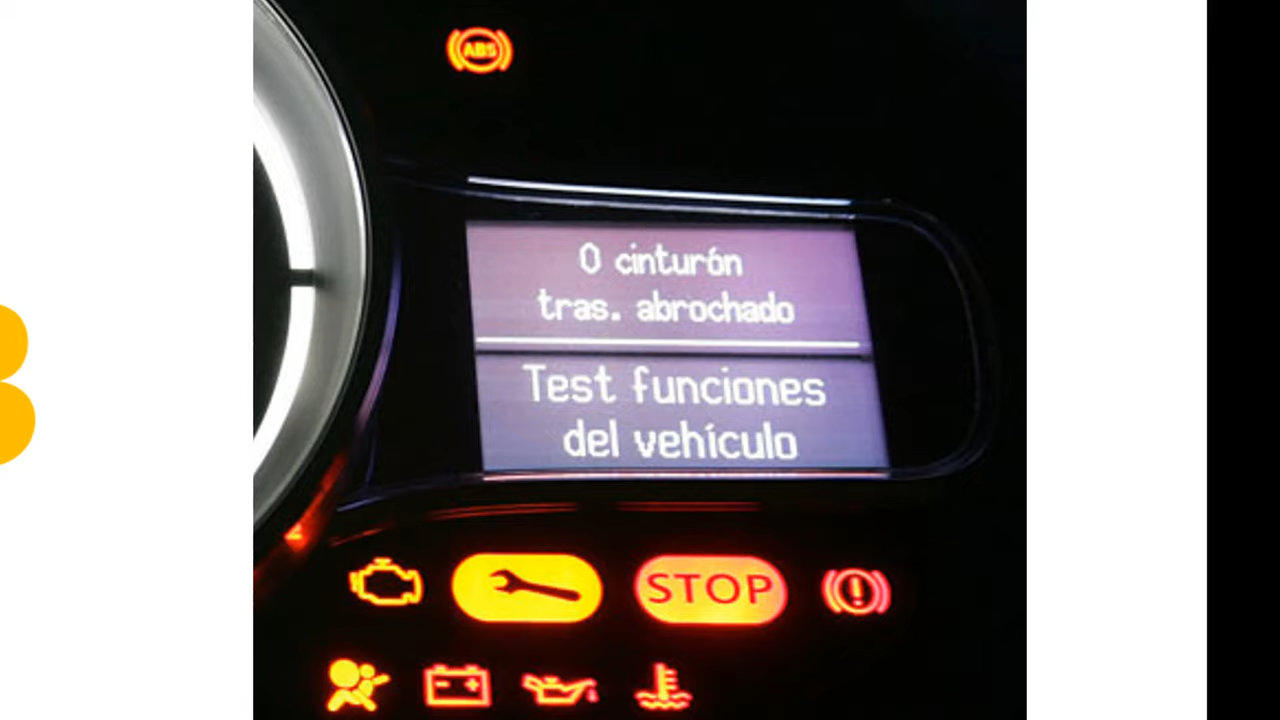 ABS
0 cinturón
tras. abrochado
Test funciones
del vehículo
STOP